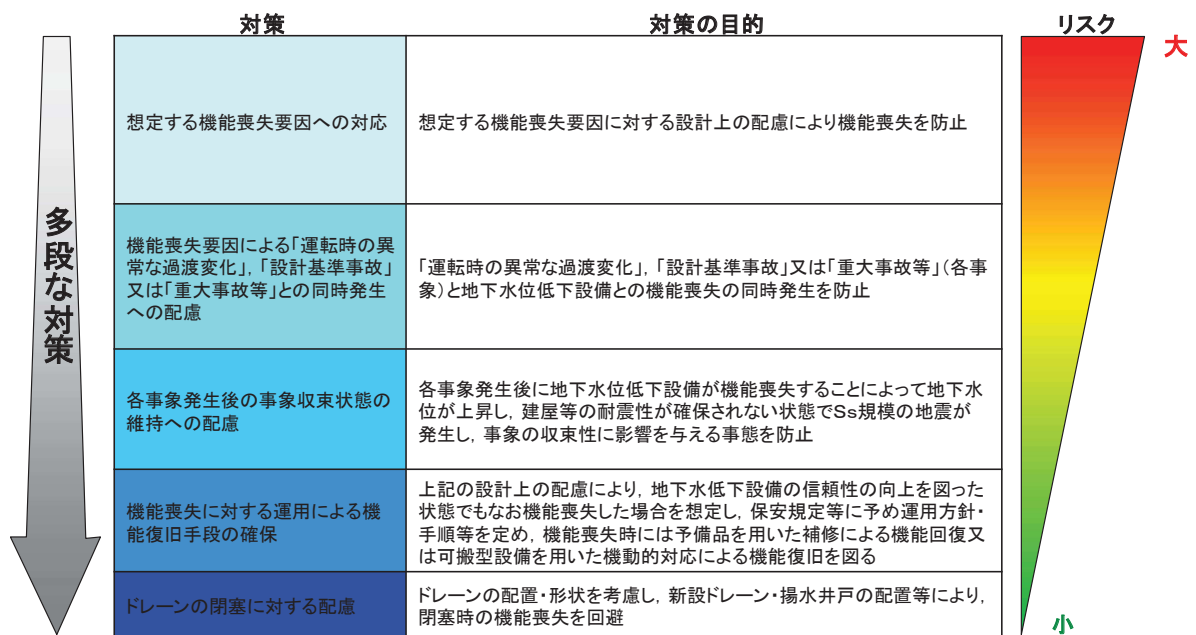 対策
対策の目的
リスク
大
多段な対策
想定する機能喪失要因への対応
想定する機能喪失要因に対する設計上の配慮により機能喪失を防止
機能喪失要因による「運転時の異
常な過渡変化」，「設計基準事故」
又は「重大事故等」との同時発生
への配慮
「運転時の異常な過渡変化」，「設計基準事故」又は「重大事故等」（各事
象）と地下水位低下設備との機能喪失の同時発生を防止
各事象発生後の事象収束状態の
維持への配慮
各事象発生後に地下水位低下設備が機能喪失することによって地下水
位が上昇し，建屋等の耐震性が確保されない状態でSs規模の地震が
発生し，事象の収束性に影響を与える事態を防止
機能喪失に対する運用による機
能復旧手段の確保
上記の設計上の配慮により，地下水低下設備の信頼性の向上を図った
状態でもなお機能喪失した場合を想定し，保安規定等に予め運用方針・
手順等を定め，機能喪失時には予備品を用いた補修による機能回復又
は可搬型設備を用いた機動的対応による機能復旧を図る
ドレーンの閉塞に対する配慮
ドレーンの配置・形状を考慮し，新設ドレーン・揚水井戸の配置等により，
閉塞時の機能喪失を回避
小